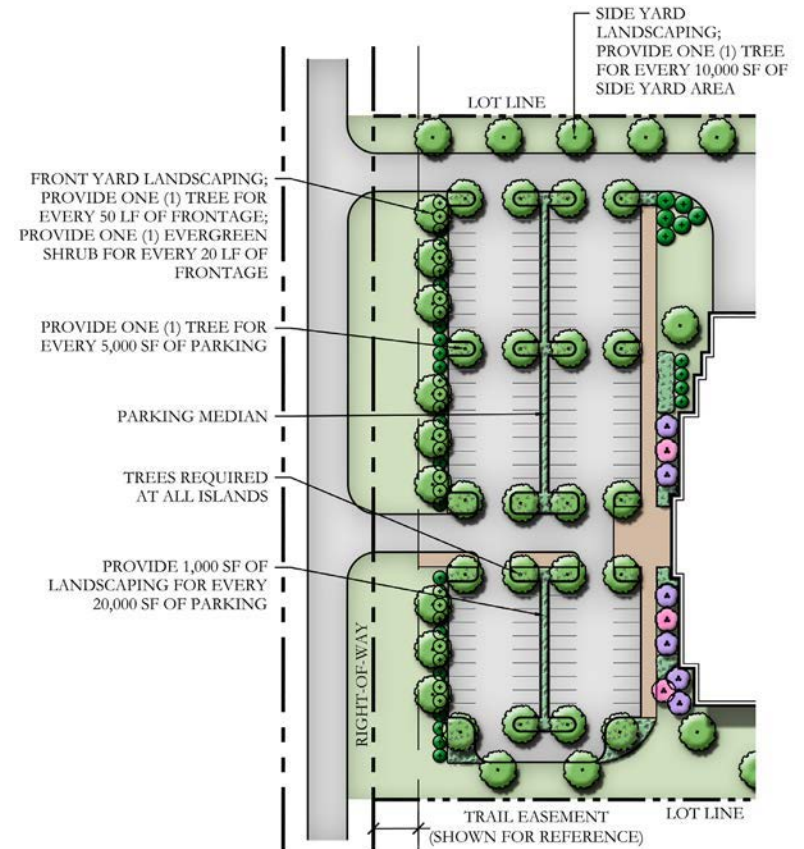 SIDE YARD
LANDSCAPING;
PROVIDE ONE (1) TREE
FOR EVERY 10,000 SF OF
SIDE YARD AREA
LOT LINE
FRONT YARD LANDSCAPING;
PROVIDE ONE (1) TREE FOR
EVERY 50 LF OF FRONTAGE;
PROVIDE ONE (1) EVERGREEN
SHRUB FOR EVERY 20 LF OF
FRONTAGE
PROVIDE ONE (1) TREE FOR
EVERY 5,000 SF OF PARKING
PARKING MEDIAN
TREES REQUIRED
AT ALL ISLANDS
PROVIDE 1,000 SF OF
LANDSCAPING FOR EVERY
20,000 SF OF PARKING
RIGHT-OF-WAY
TRAIL EASEMENT
(SHOWN FOR REFERENCE)
LOT LINE